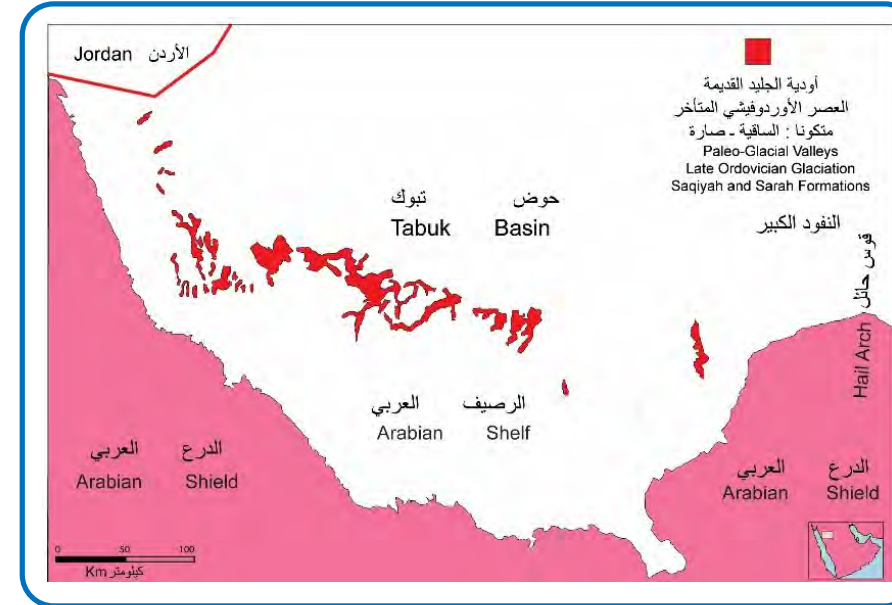 Jordan الأردن
أودية الجليد القديمة
العصر الأوردوفيشي المتأخر
متكونا : الساقية - صارة
Paleo-Glacial Valleys
Late Ordovician Glaciation
Saqiyah and Sarah Formations
حوض تبوك
Tabuk Basin
النفود الكبير
قوس حائل
Hail Arch
الرصيف العربي
Arabian Shelf
الدرع العربي
Arabian Shield
الدرع العربي
Arabian Shield
0 50 100
Km كيلومتر